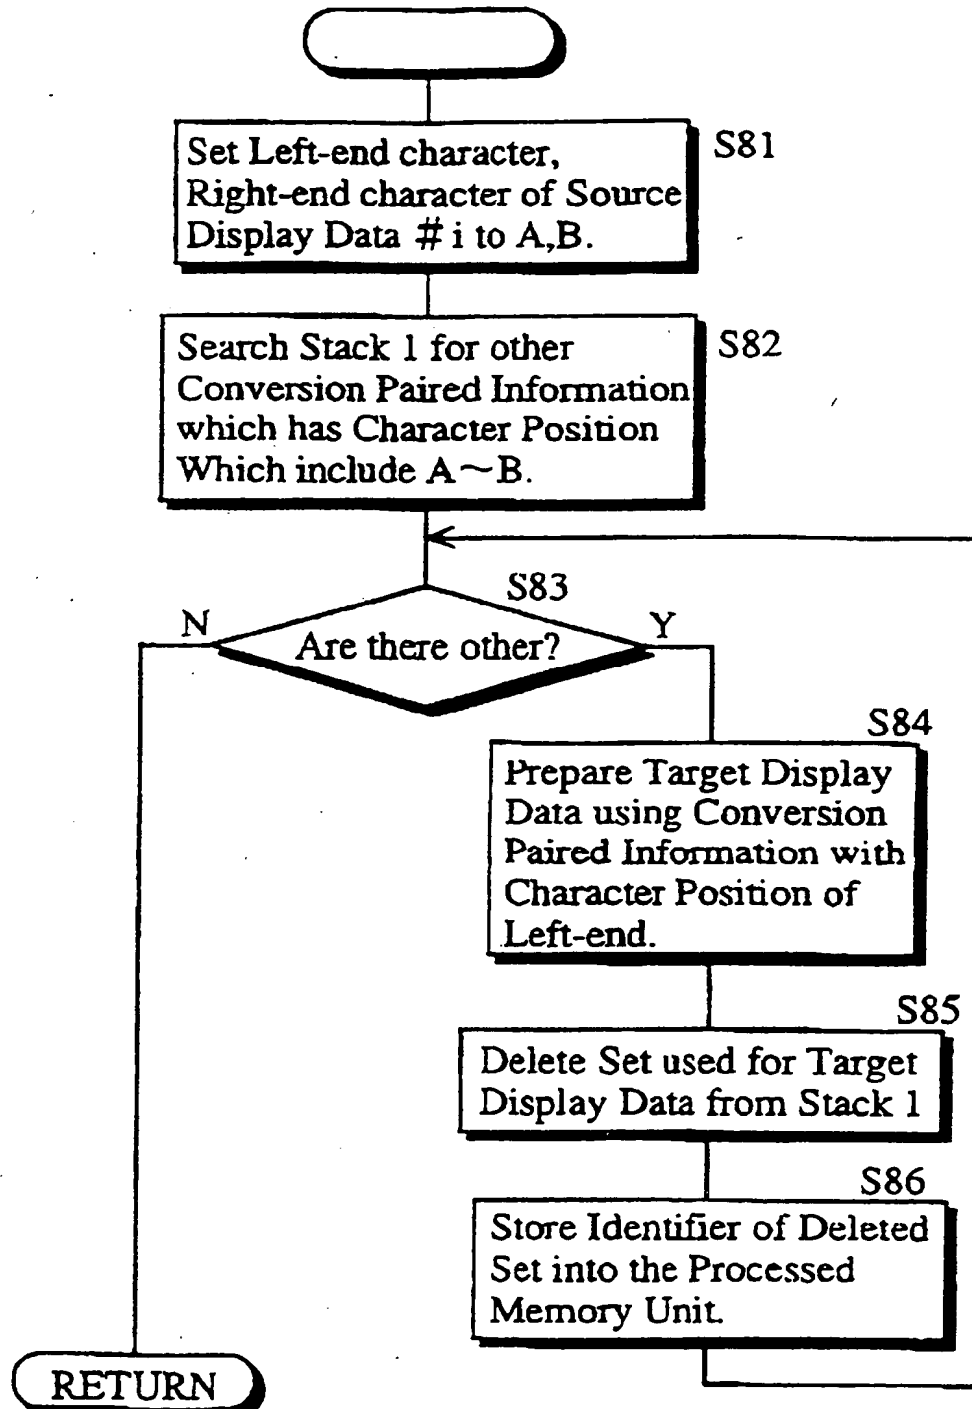 S81
Set Left-end character,
Right-end character of Source
Display Data # i to A,B.
S82
Search Stack 1 for other
Conversion Paired Information
which has Character Position
Which include A~B.
S83
N
Are there other?
Y
S84
Prepare Target Display
Data using Conversion
Paired Information with
Character Position of
Left-end.
S85
Delete Set used for Target
Display Data from Stack 1
S86
Store Identifier of Deleted
Set into the Processed
Memory Unit.
RETURN